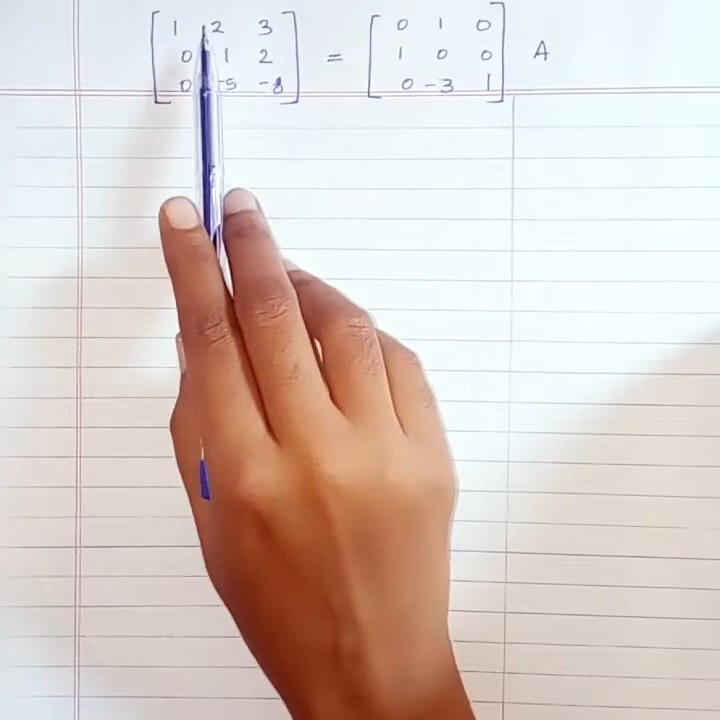 [ 1 2 3 ] [ 0 1 0 ]
[ 0 1 2 ] = [ 1 0 0 ] A
[ 0 -5 -8 ] [ 0 -3 1 ]